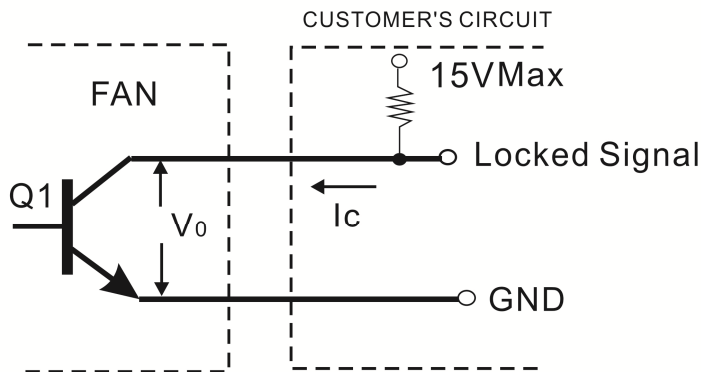 CUSTOMER'S CIRCUIT
FAN
15VMax
Locked Signal
Q1
Ic
V0
GND